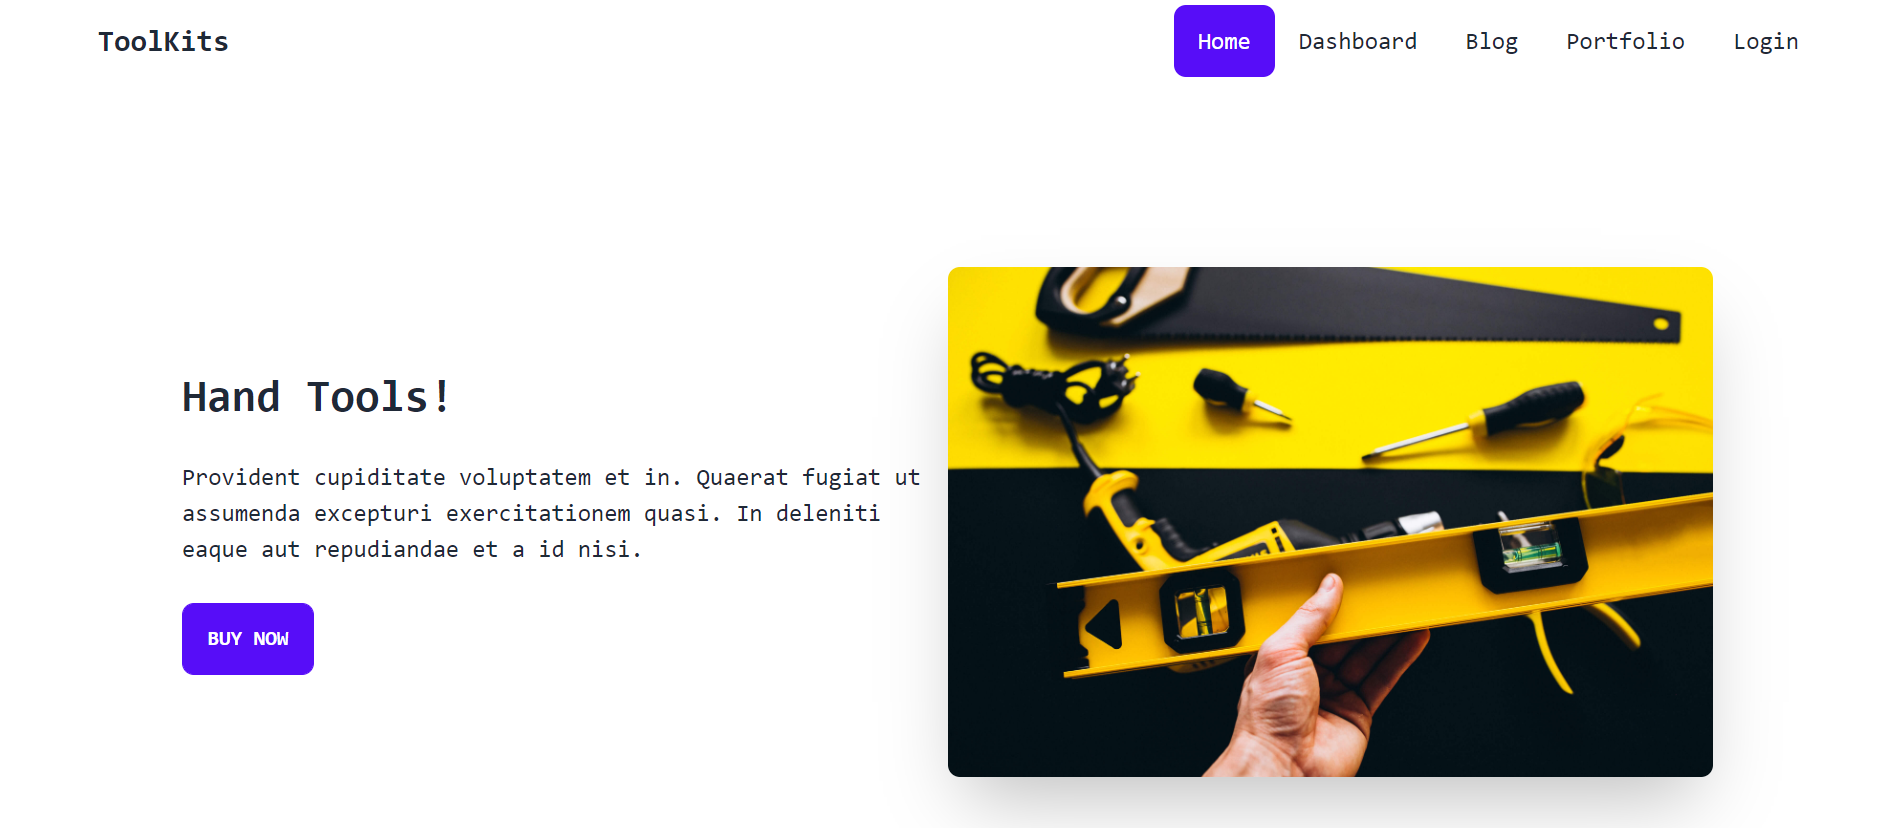 ToolKits
Home Dashboard Blog Portfolio Login
Hand Tools!
Provident cupiditate voluptatem et in. Quaerat fugiat ut
assumenda excepturi exercitationem quasi. In deleniti
eaque aut repudiandae et a id nisi.
BUY NOW